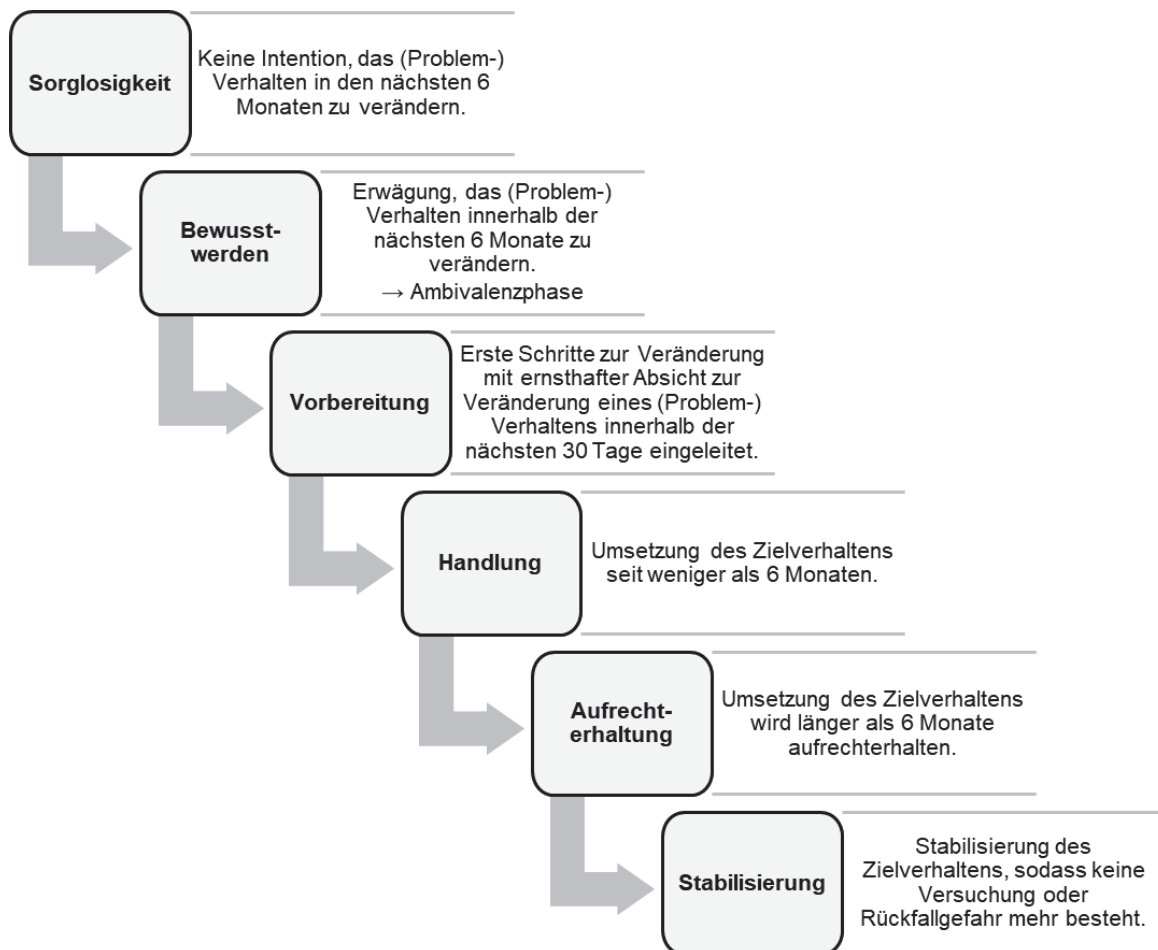 Sorglosigkeit
Keine Intention, das (Problem-)
Verhalten in den nächsten 6
Monaten zu verändern.
Bewusst-
werden
Erwägung, das (Problem-)
Verhalten innerhalb der
nächsten 6 Monate zu
verändern.
→ Ambivalenzphase
Vorbereitung
Erste Schritte zur Veränderung
mit ernsthafter Absicht zur
Veränderung eines (Problem-)
Verhaltens innerhalb der
nächsten 30 Tage eingeleitet.
Handlung
Umsetzung des Zielverhaltens
seit weniger als 6 Monaten.
Aufrecht-
erhaltung
Umsetzung des Zielverhaltens
wird länger als 6 Monate
aufrechterhalten.
Stabilisierung
Stabilisierung des
Zielverhaltens, sodass keine
Versuchung oder
Rückfallgefahr mehr besteht.